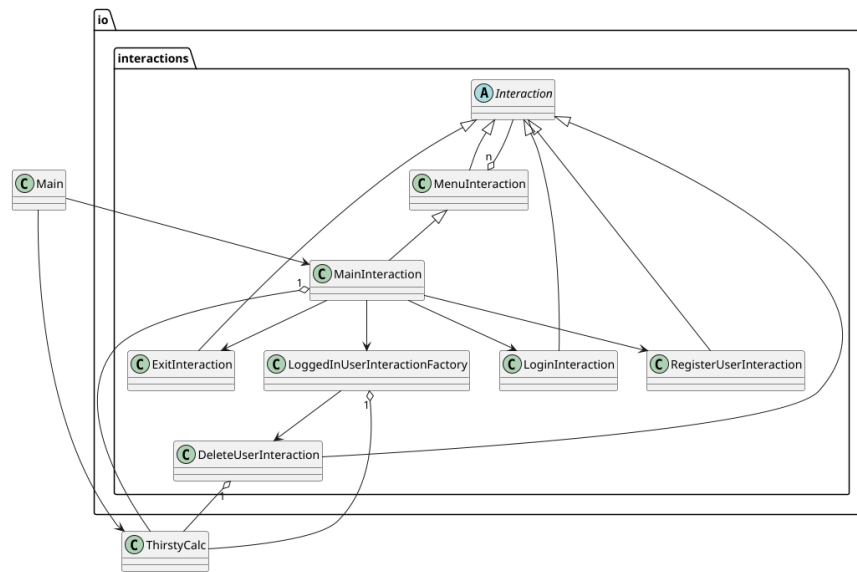 io
interactions
A Interaction
n
C Main
C MenuInteraction
C MainInteraction
1
C ExitInteraction
C LoggedInUserInteractionFactory
C LoginInteraction
C RegisterUserInteraction
1
C DeleteUserInteraction
1
C ThirstyCalc